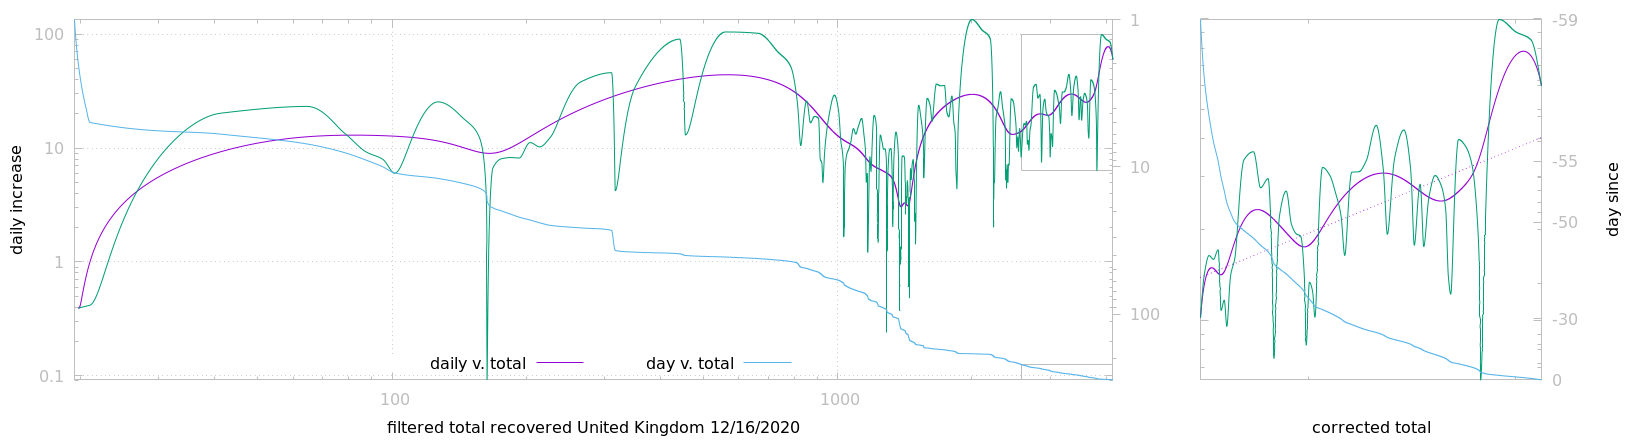 daily increase
100
10
1
0.1
100
1000
1
10
100
daily v. total
day v. total
filtered total recovered United Kingdom 12/16/2020
-59
-55
-50
-30
0
day since
corrected total